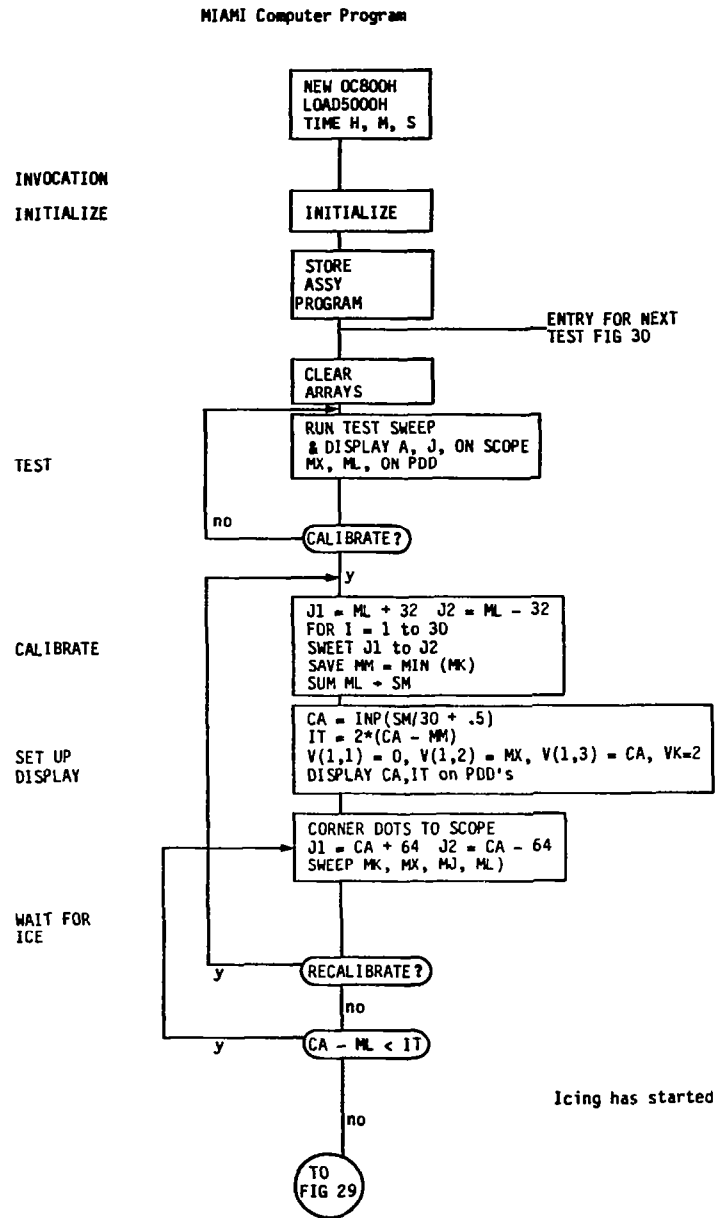 MIAMI Computer Program
NEW OC800H
LOAD5000H
TIME H, M, S
INVOCATION
INITIALIZE
INITIALIZE
STORE
ASSY
PROGRAM
ENTRY FOR NEXT
TEST FIG 30
CLEAR
ARRAYS
RUN TEST SWEEP
& DISPLAY A, J, ON SCOPE
MX, ML, ON PDD
TEST
no
CALIBRATE?
y
J1 = ML + 32 J2 = ML - 32
FOR I = 1 to 30
SWEET J1 to J2
SAVE MM = MIN (MK)
SUM ML → SM
CALIBRATE
CA = INP(SM/30 + .5)
IT = 2*(CA - MM)
V(1,1) = 0, V(1,2) = MX, V(1,3) = CA, VK=2
DISPLAY CA,IT on PDD's
SET UP
DISPLAY
CORNER DOTS TO SCOPE
J1 = CA + 64 J2 = CA - 64
SWEEP MK, MX, MJ, ML)
WAIT FOR
ICE
y
RECALIBRATE?
no
y
CA - ML < IT
Icing has started
no
TO
FIG 29